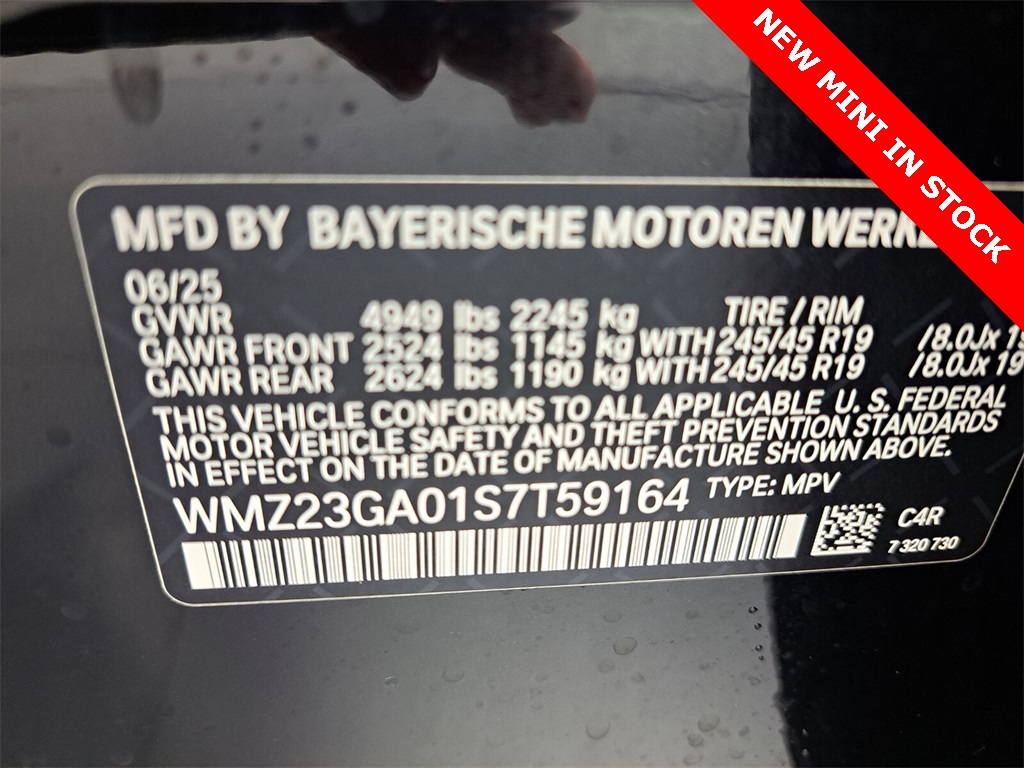 NEW MINI IN STOCK
MFD BY BAYERISCHE MOTOREN
06/25
GVWR 4949 lbs 2245 kg TIRE / RIM
GAWR FRONT 2524 lbs 1145 kg WITH 245/45 R19 /8.0Jx 19
GAWR REAR 2624 lbs 1190 kg WITH 245/45 R19 /8.0Jx 19
THIS VEHICLE CONFORMS TO ALL APPLICABLE U. S. FEDERAL
MOTOR VEHICLE SAFETY AND THEFT PREVENTION STANDARDS
IN EFFECT ON THE DATE OF MANUFACTURE SHOWN ABOVE.
WMZ23GA01S7T59164 TYPE: MPV
C4R
7 320 730